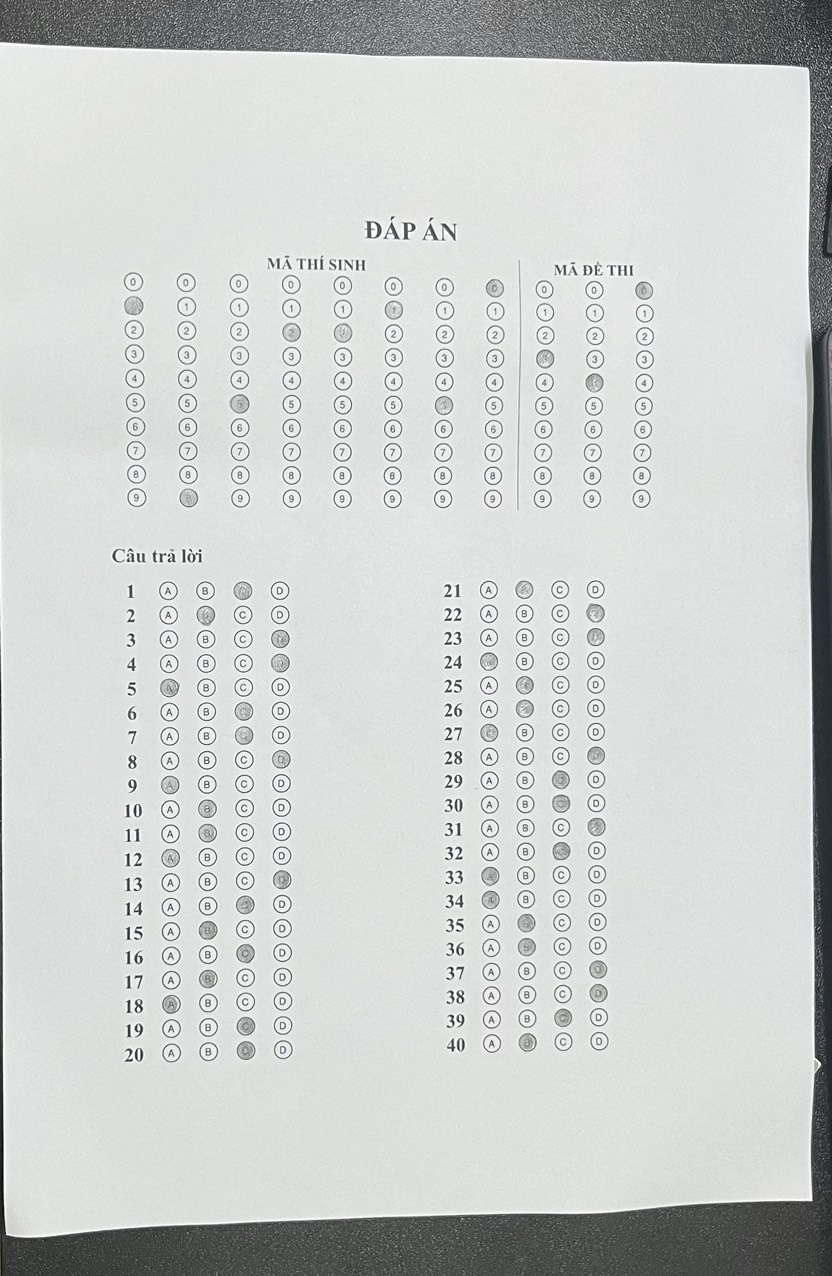 ĐÁP ÁN
MÃ THÍ SINH MÃ ĐỀ THI
0 0 0 0 0 0 0 0 0 0 0
1 1 1 1 1 1 1 1 1
2 2 2 2 2 2 2 2 2
3 3 3 3 3 3 3 3 3 3
4 4 4 4 4 4 4 4 4 4
5 5 5 5 5 5 5 5 5 5
6 6 6 6 6 6 6 6 6 6 6
7 7 7 7 7 7 7 7 7 7 7
8 8 8 8 8 8 8 8 8 8 8
9 9 9 9 9 9 9 9 9 9
Câu trả lời
1 A B D
2 A C D
3 A B C
4 A B C
5 B C D
6 A B C D
7 A B C D
8 A B C D
9 A B C D
10 A B C D
11 A B C D
12 A B C D
13 A B C D
14 A B C D
15 A B C D
16 A B C D
17 A B C D
18 A B C D
19 A B C D
20 A B C D
21 A C D
22 A B C
23 A B C
24 B C D
25 A C D
26 A C D
27 B C D
28 A B C
29 A B D
30 A B C D
31 A B C
32 A B D
33 B C D
34 B C D
35 A C D
36 A B C D
37 A B C D
38 A B C D
39 A B C D
40 A B C D